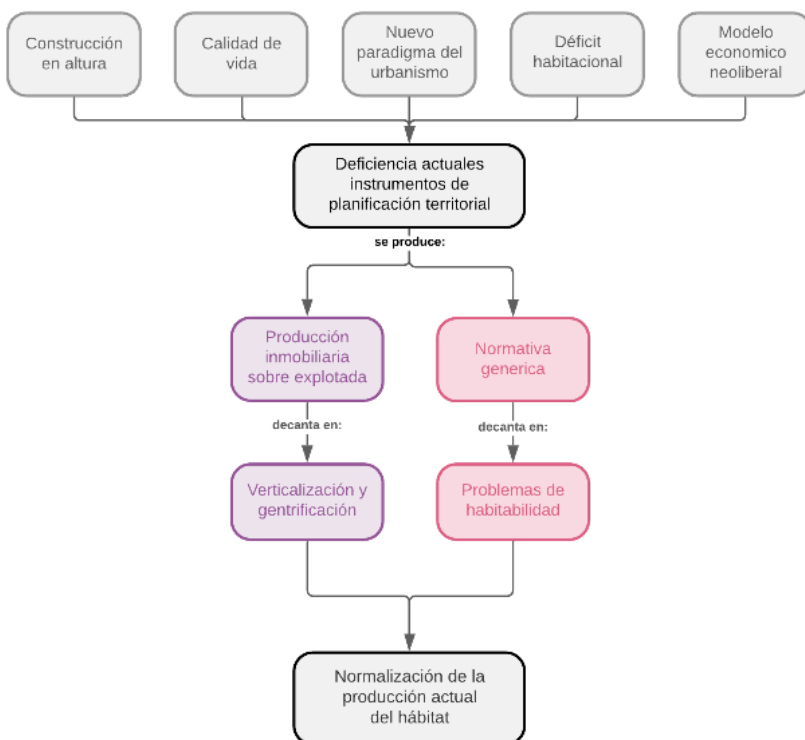 Construcción
en altura
Calidad de
vida
Nuevo
paradigma del
urbanismo
Déficit
habitacional
Modelo
economico
neoliberal
Deficiencia actuales
instrumentos de
planificación territorial
se produce:
Producción
inmobiliaria
sobre explotada
Normativa
generica
decanta en:
decanta en:
Verticalización y
gentrificación
Problemas de
habitabilidad
Normalización de la
producción actual
del hábitat